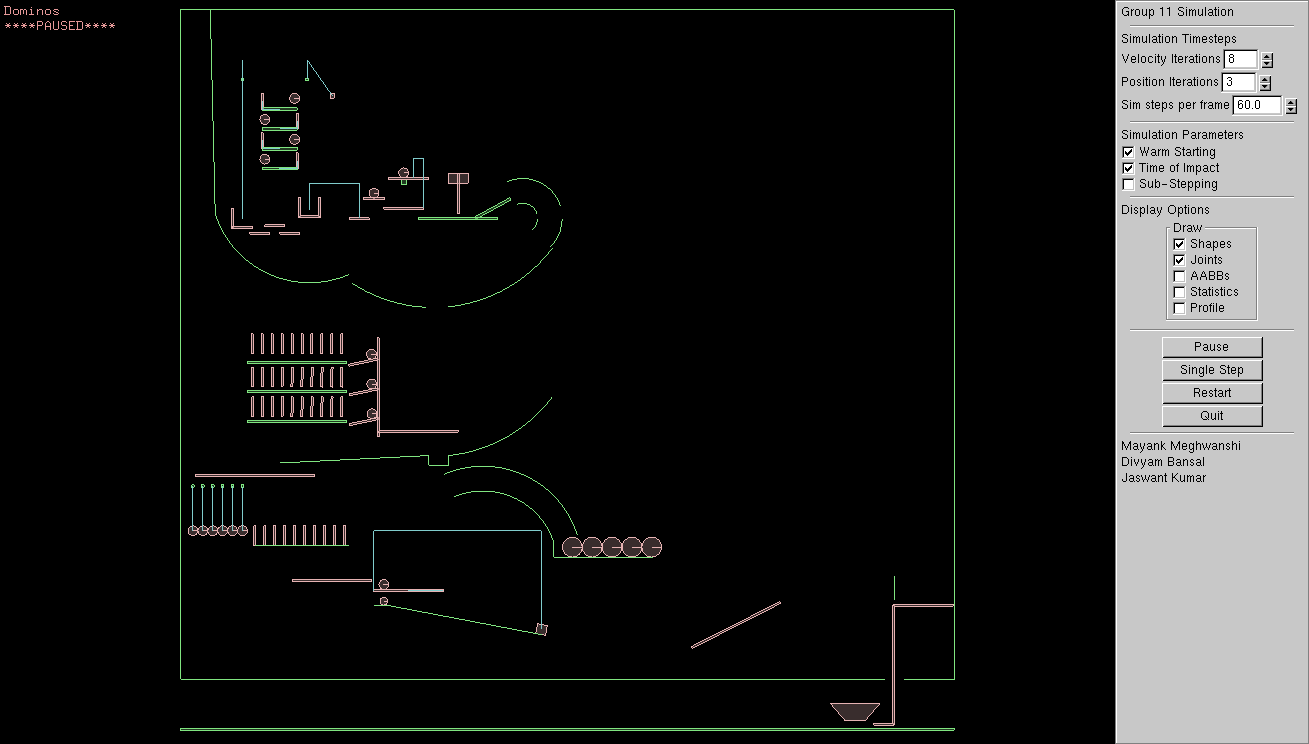 Dominos
****PAUSED****
Group 11 Simulation
Simulation Timesteps
Velocity Iterations 8
Position Iterations 3
Sim steps per frame 60.0
Simulation Parameters
Warm Starting
Time of Impact
Sub-Stepping
Display Options
Draw
Shapes
Joints
AABBs
Statistics
Profile
Pause
Single Step
Restart
Quit
Mayank Meghwanshi
Divyam Bansal
Jaswant Kumar